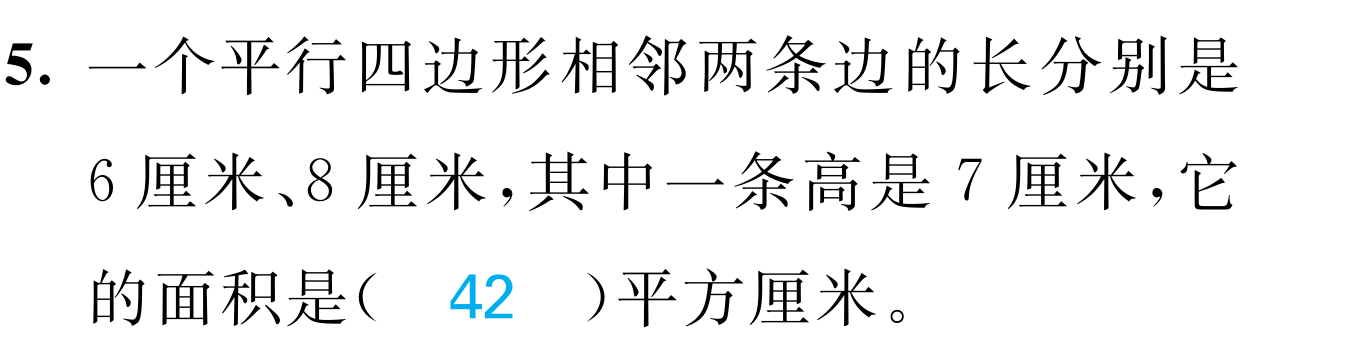 5. 一个平行四边形相邻两条边的长分别是
6 厘米、8 厘米,其中一条高是 7 厘米,它
的面积是( 42 )平方厘米。